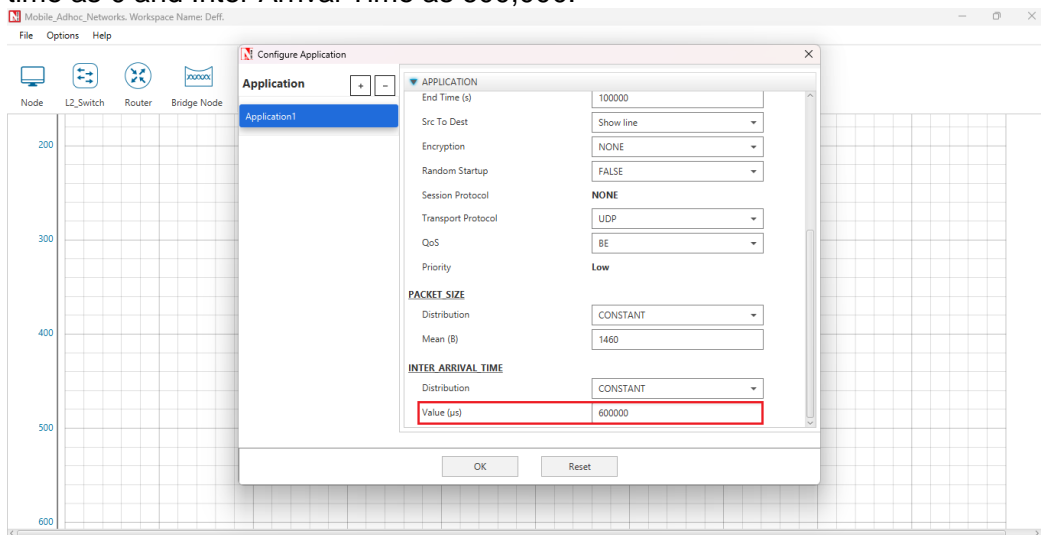 time as and Inter Arrival Time as
Mobile_Adhoc_Networks. Workspace Name: Deff.
File Options Help
Configure Application
Application + -
APPLICATION
Node L2_Switch Router Bridge Node
Application1
End Time (s) 100000
Src To Dest Show line
200
Encryption NONE
Random Startup FALSE
Session Protocol NONE
Transport Protocol UDP
300
QoS BE
Priority Low
PACKET SIZE
Distribution CONSTANT
400
Mean (B) 1460
INTER ARRIVAL TIME
Distribution CONSTANT
Value (µs) 600000
500
OK Reset
600